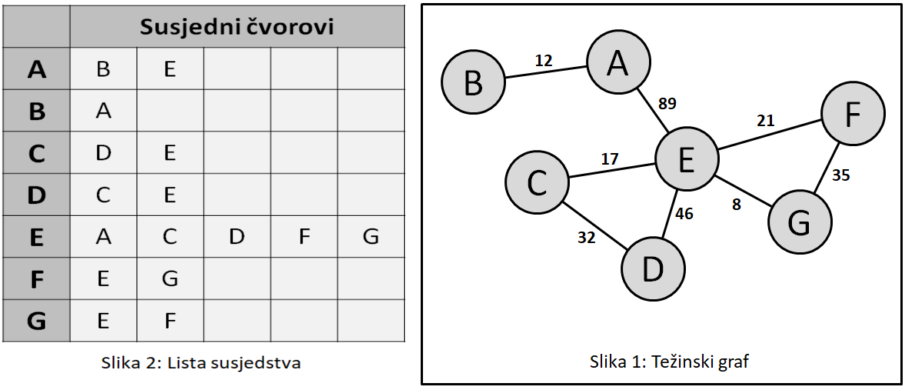 Susjedni čvorovi
A B E
B A
C D E
D C E
E A C D F G
F E G
G E F
Slika 2: Lista susjedstva
B
12
A
89
E
21
F
35
G
8
17
C
32
D
46
Slika 1: Težinski graf